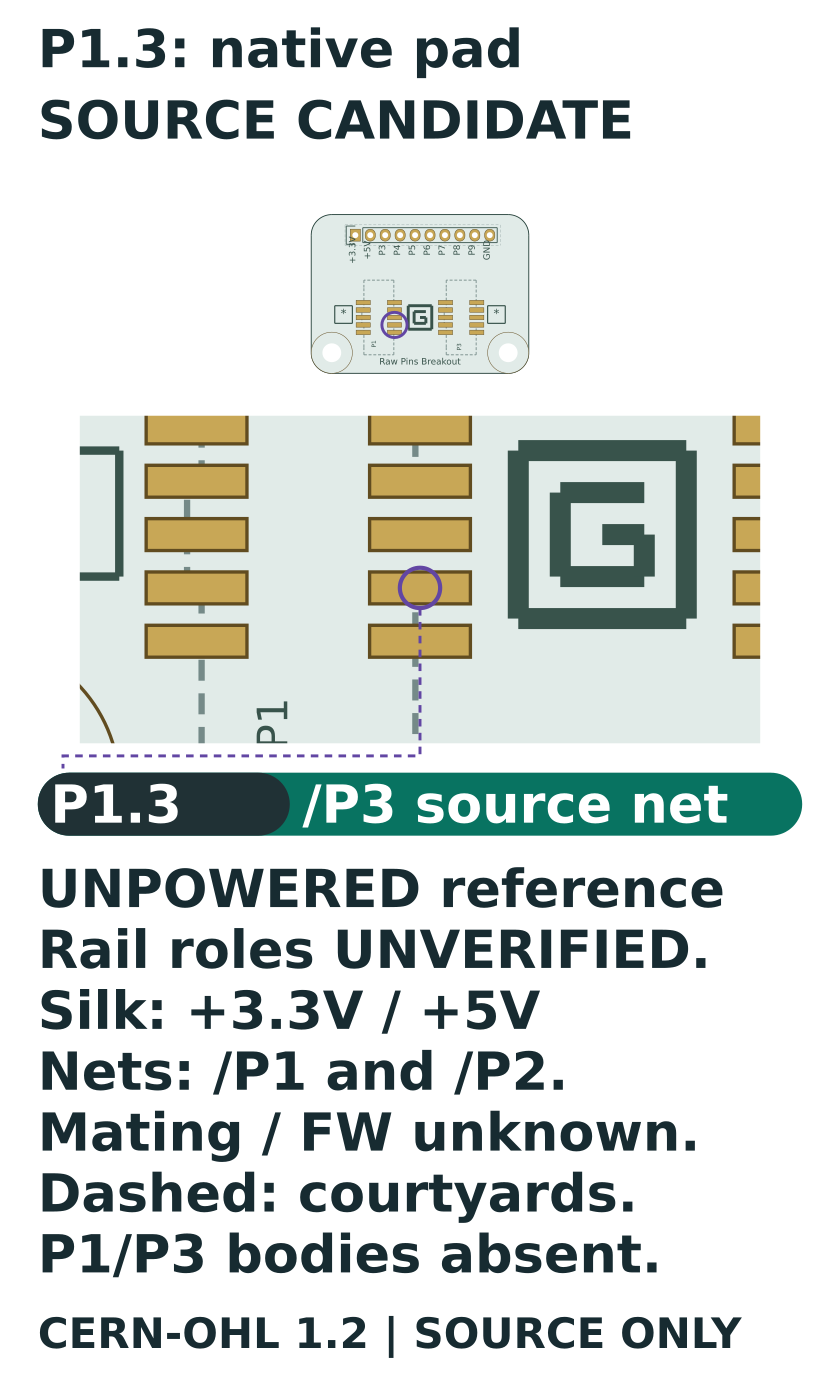 P1.3: native pad
SOURCE CANDIDATE
+3.3V +5V P3 P4 P5 P6 P7 P8 P9 GND
* G *
P1 P3
Raw Pins Breakout
G
P1
P1.3 /P3 source net
UNPOWERED reference
Rail roles UNVERIFIED.
Silk: +3.3V / +5V
Nets: /P1 and /P2.
Mating / FW unknown.
Dashed: courtyards.
P1/P3 bodies absent.
CERN-OHL 1.2 | SOURCE ONLY